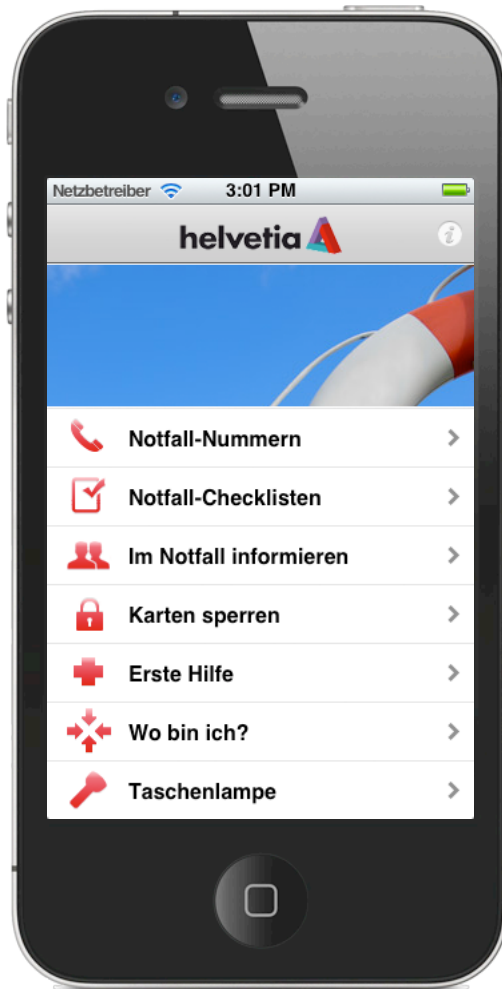 Netzbetreiber 3:01 PM
helvetia
i
Notfall-Nummern
Notfall-Checklisten
Im Notfall informieren
Karten sperren
Erste Hilfe
Wo bin ich?
Taschenlampe